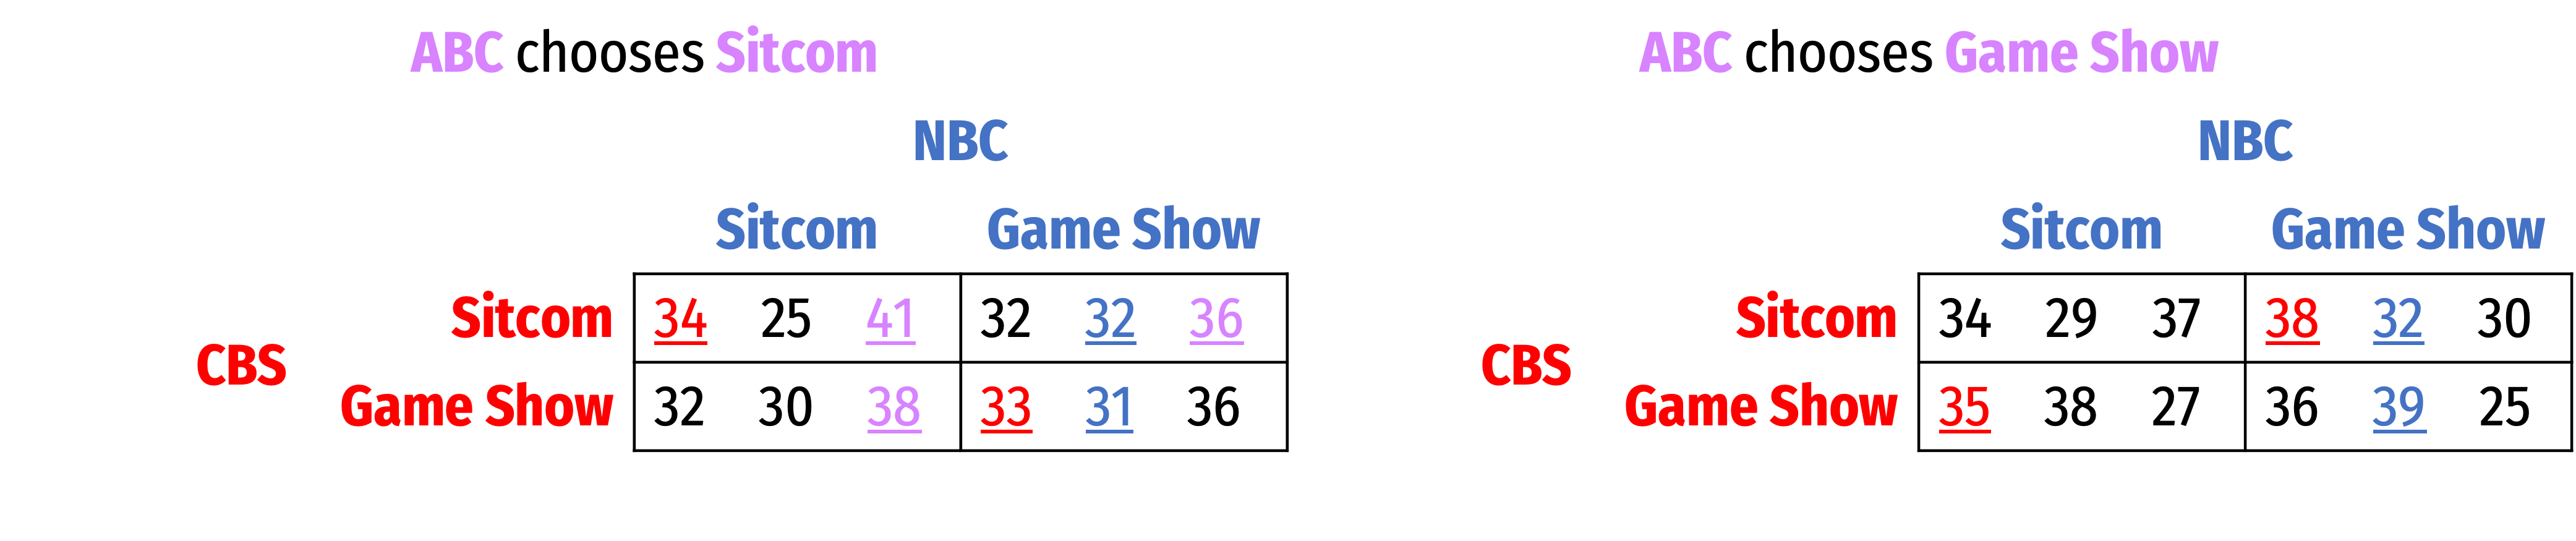 ABC chooses Sitcom
NBC
Sitcom Game Show
Sitcom 34 25 41 32 32 36
CBS
Game Show 32 30 38 33 31 36
ABC chooses Game Show
NBC
Sitcom Game Show
Sitcom 34 29 37 38 32 30
CBS
Game Show 35 38 27 36 39 25